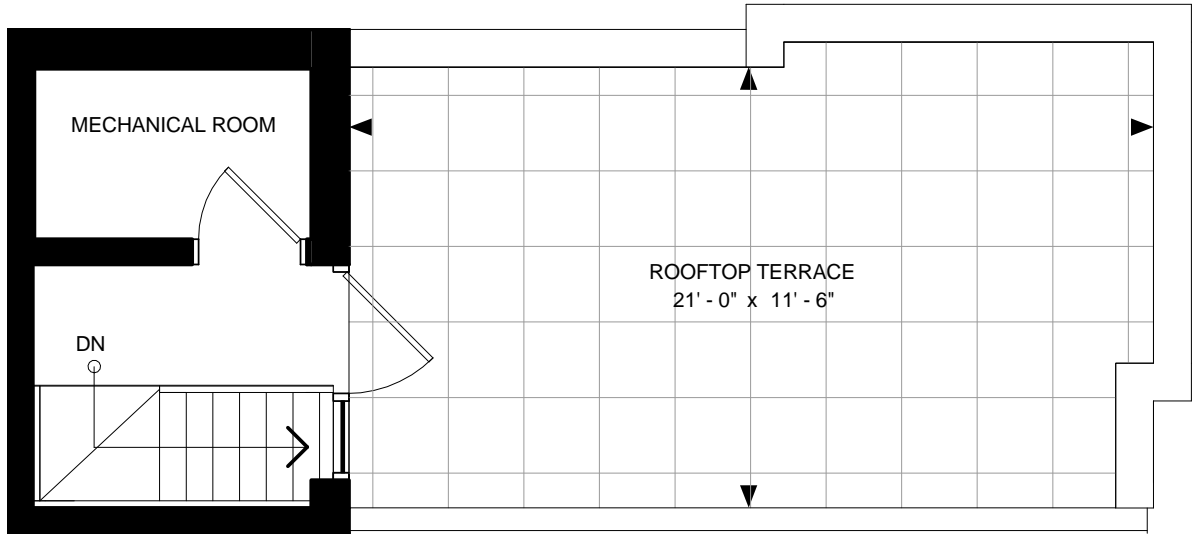 MECHANICAL ROOM
ROOFTOP TERRACE
21' - 0" x 11' - 6"
DN